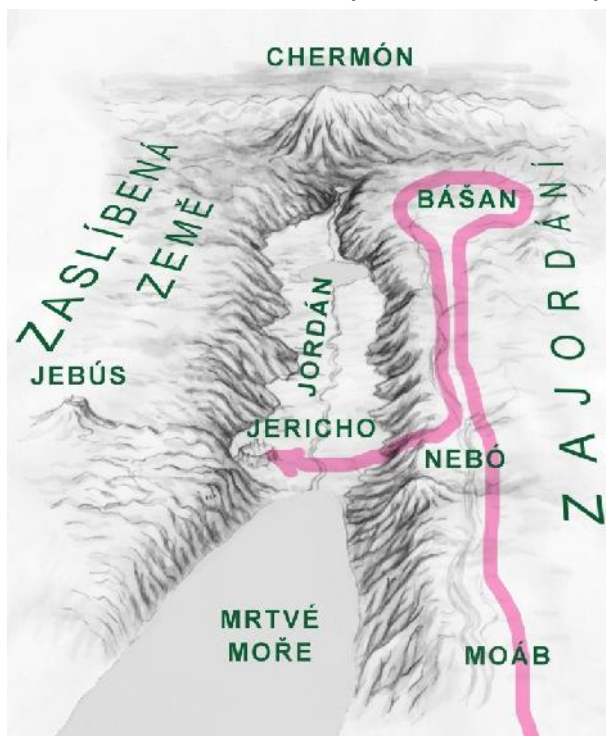 CHERMÓN
ZASLÍBENÁ
ZEMĚ
BÁŠAN
ZAJORDÁNÍ
JORDÁN
JEBÚS
JERICHO
NEBÓ
MRTVÉ
MOŘE
MOÁB